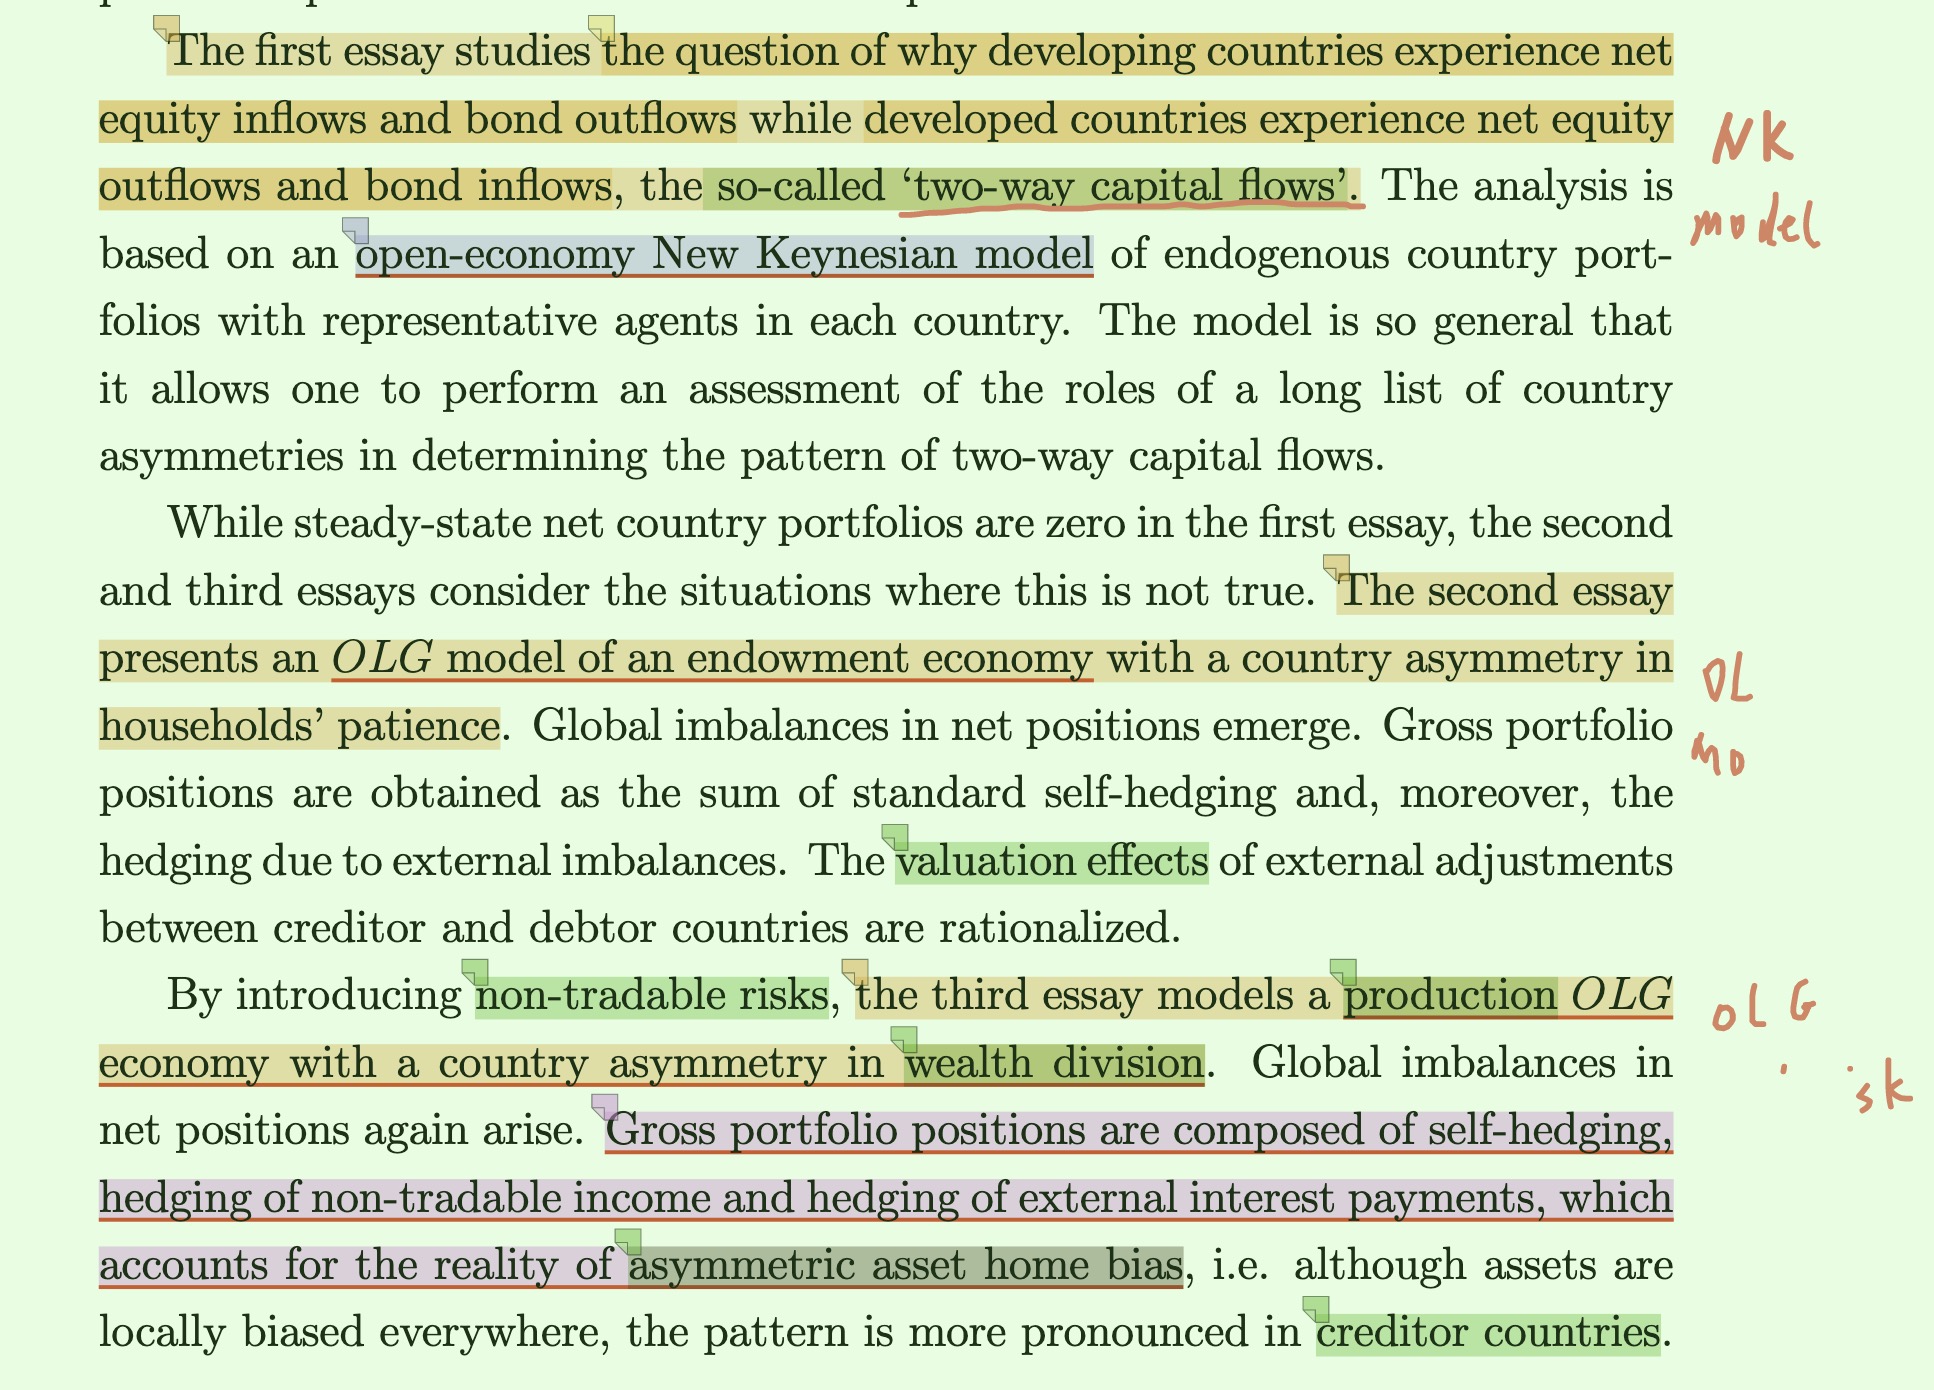 The first essay studies the question of why developing countries experience net
equity inflows and bond outflows while developed countries experience net equity
outflows and bond inflows, the so-called ‘two-way capital flows’. The analysis is
based on an open-economy New Keynesian model of endogenous country port-
folios with representative agents in each country. The model is so general that
it allows one to perform an assessment of the roles of a long list of country
asymmetries in determining the pattern of two-way capital flows.
NK
model
While steady-state net country portfolios are zero in the first essay, the second
and third essays consider the situations where this is not true. The second essay
presents an OLG model of an endowment economy with a country asymmetry in
households’ patience. Global imbalances in net positions emerge. Gross portfolio
positions are obtained as the sum of standard self-hedging and, moreover, the
hedging due to external imbalances. The valuation effects of external adjustments
between creditor and debtor countries are rationalized.
OL
mo
By introducing non-tradable risks, the third essay models a production OLG
economy with a country asymmetry in wealth division. Global imbalances in
net positions again arise. Gross portfolio positions are composed of self-hedging,
hedging of non-tradable income and hedging of external interest payments, which
accounts for the reality of asymmetric asset home bias, i.e. although assets are
locally biased everywhere, the pattern is more pronounced in creditor countries.
OLG
sk